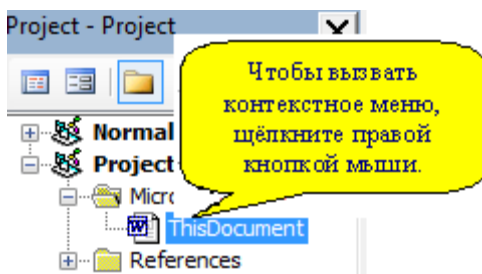 Project - Project
Чтобы вызвать
контекстное меню,
щёлкните правой
кнопкой мыши.
Normal
Project
Micro
ThisDocument
References